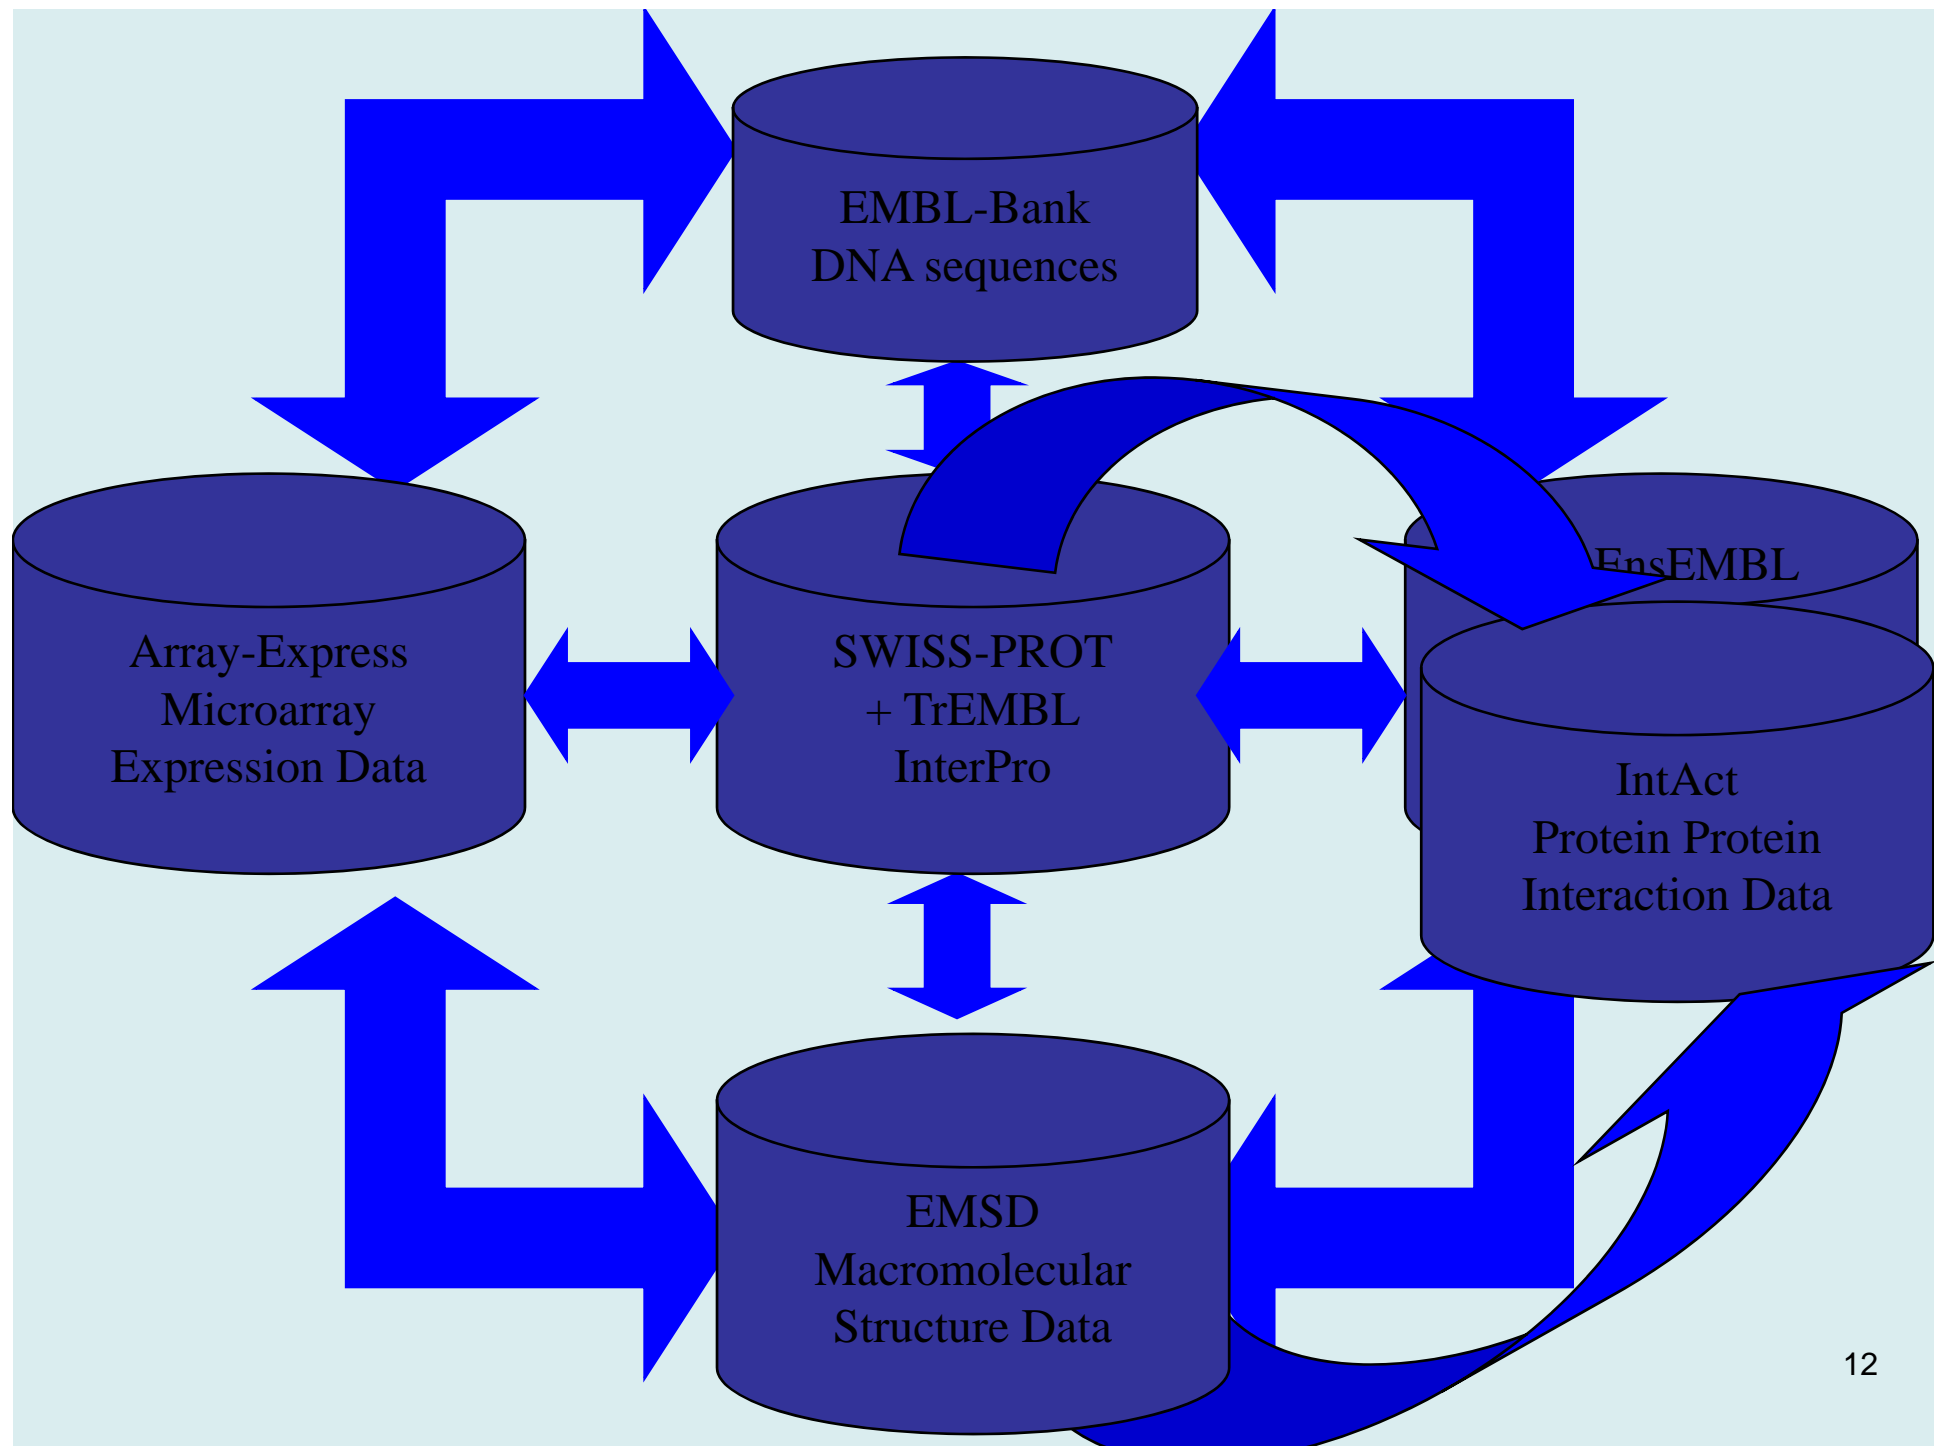 EMBL-Bank
DNA sequences
Array-Express
Microarray
Expression Data
SWISS-PROT
+ TrEMBL
InterPro
EnsEMBL
IntAct
Protein Protein
Interaction Data
EMSD
Macromolecular
Structure Data
12